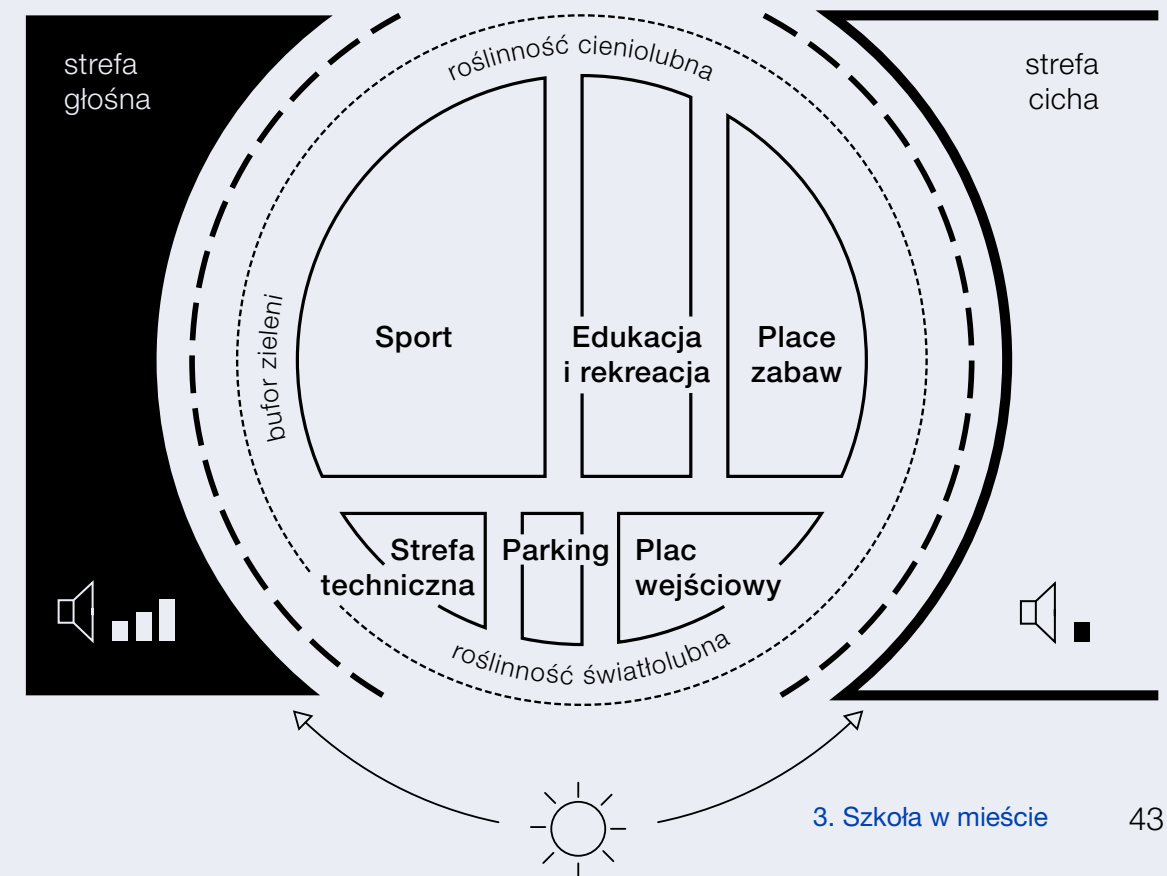 strefa
głośna
roślinność cieniolubna
strefa
cicha
bufor zieleni
Sport
Edukacja
i rekreacja
Place
zabaw
Strefa
techniczna
Parking
Plac
wejściowy
roślinność światłolubna
3. Szkoła w mieście
43